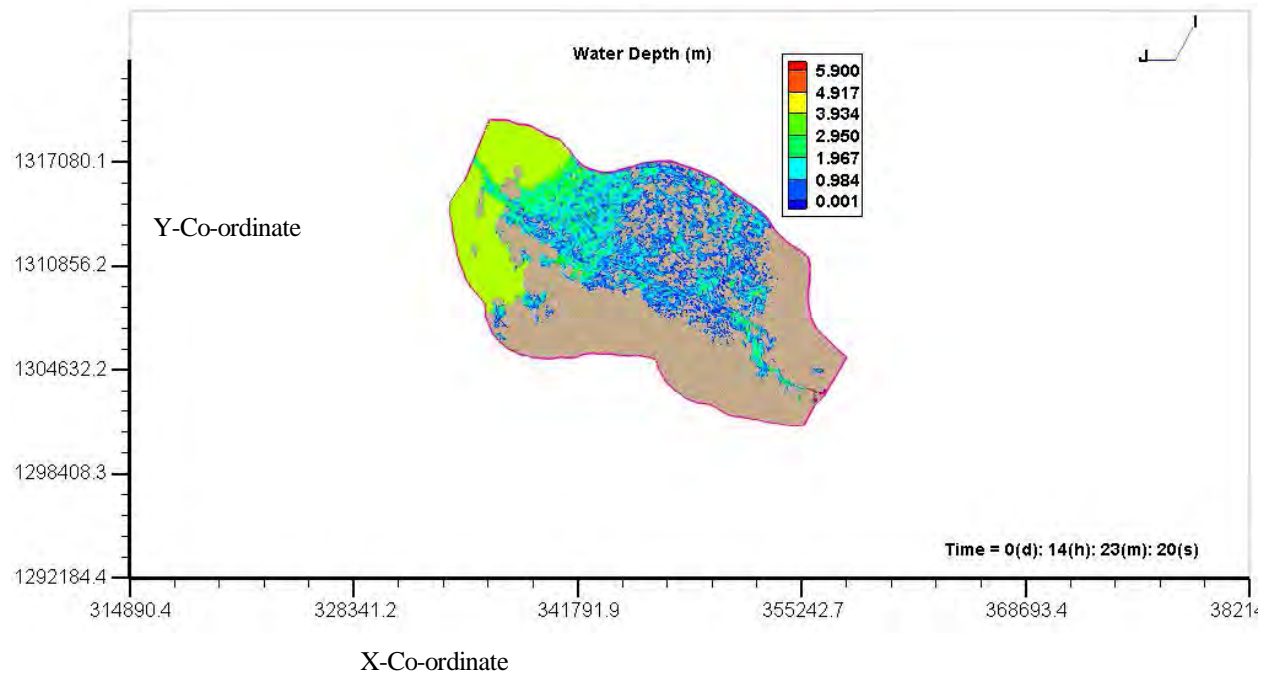 I
J
Water Depth (m)
5.900
4.917
3.934
2.950
1.967
0.984
0.001
1317080.1
Y-Co-ordinate
1310856.2
1304632.2
1298408.3
Time = 0(d): 14(h): 23(m): 20(s)
1292184.4
314890.4 328341.2 341791.9 355242.7 368693.4 38214
X-Co-ordinate